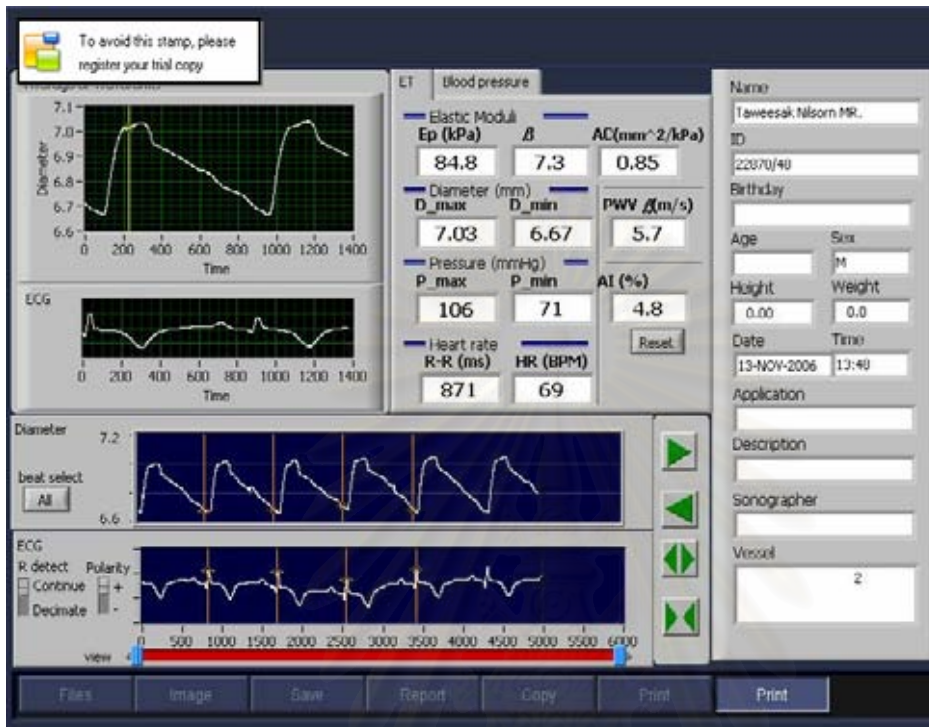 To avoid this stamp, please
register your trial copy
7.1
7.0
6.9
6.8
6.7
6.6
Diameter
0 200 400 600 800 1000 1200 1400
Time
ECG
0 200 400 600 800 1000 1200 1400
Time
ET Blood pressure
Elastic Moduli
Ep (kPa) β AC(mm^2/kPa)
84.8 7.3 0.85
Diameter (mm)
D_max D_min PWV β(m/s)
7.03 6.67 5.7
Pressure (mmHg)
P_max P_min AI (%)
106 71 4.8
Heart rate Reset
R-R (ms) HR (BPM)
871 69
Name
Taweesak Nilsorn MR.
ID
22870/48
Birthday
Age Sex
M
Height Weight
0.00 0.0
Date Time
13-NOV-2006 13:48
Application
Description
Sonographer
Vessel
2
Diameter
7.2
beat select
All
6.6
ECG
R detect Polarity
Continue +
Decimate -
0 500 1000 1500 2000 2500 3000 3500 4000 4500 5000 5500 6000
view
Files Image Save Report Copy Print Print